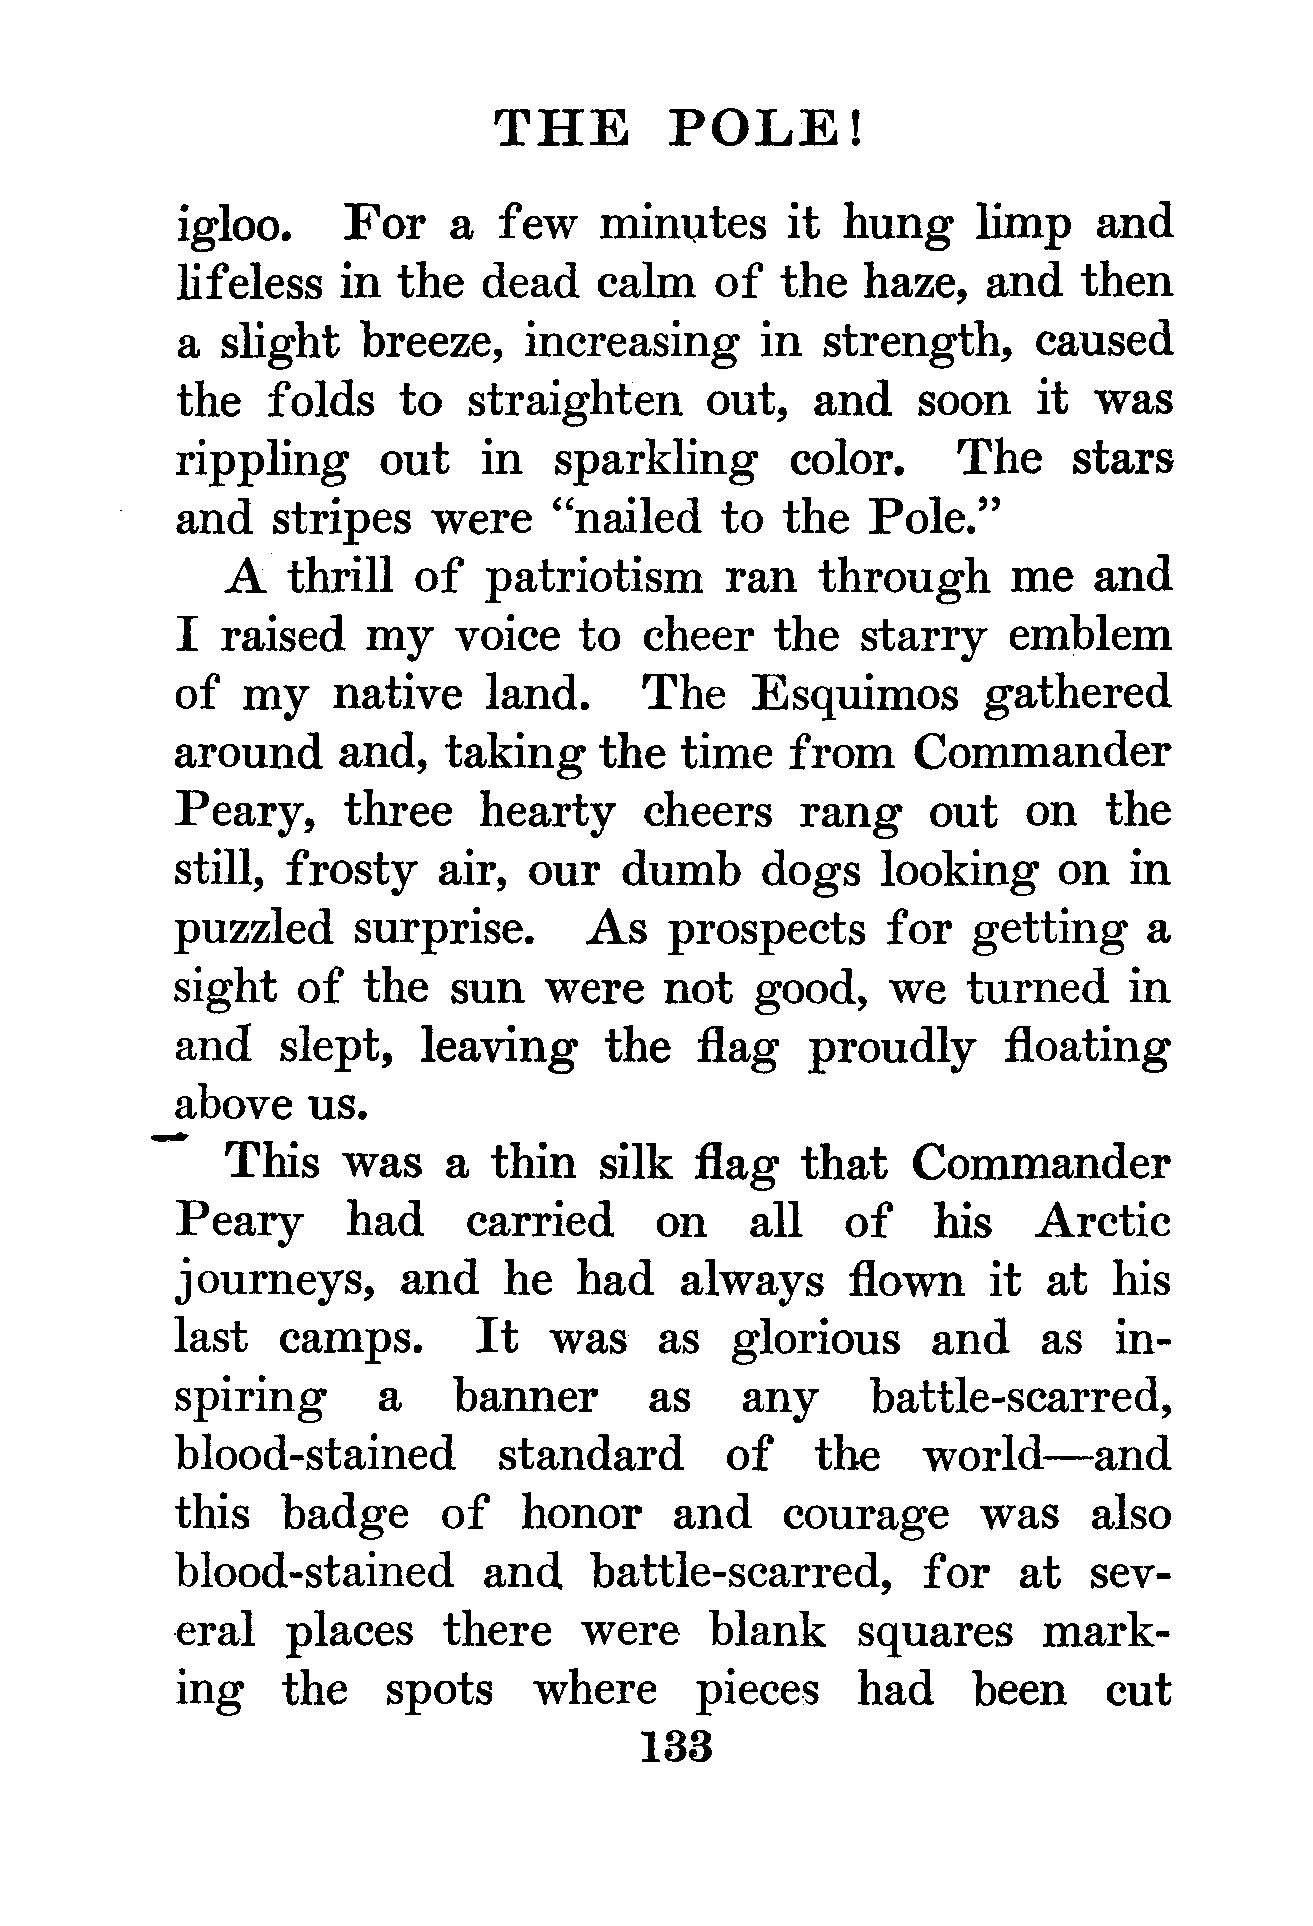 THE POLE!
igloo. For a few minutes it hung limp and
lifeless in the dead calm of the haze, and then
a slight breeze, increasing in strength, caused
the folds to straighten out, and soon it was
rippling out in sparkling color. The stars
and stripes were “nailed to the Pole.”
A thrill of patriotism ran through me and
I raised my voice to cheer the starry emblem
of my native land. The Esquimos gathered
around and, taking the time from Commander
Peary, three hearty cheers rang out on the
still, frosty air, our dumb dogs looking on in
puzzled surprise. As prospects for getting a
sight of the sun were not good, we turned in
and slept, leaving the flag proudly floating
above us.
This was a thin silk flag that Commander
Peary had carried on all of his Arctic
journeys, and he had always flown it at his
last camps. It was as glorious and as in-
spiring a banner as any battle-scarred,
blood-stained standard of the world—and
this badge of honor and courage was also
blood-stained and battle-scarred, for at sev-
eral places there were blank squares mark-
ing the spots where pieces had been cut
133